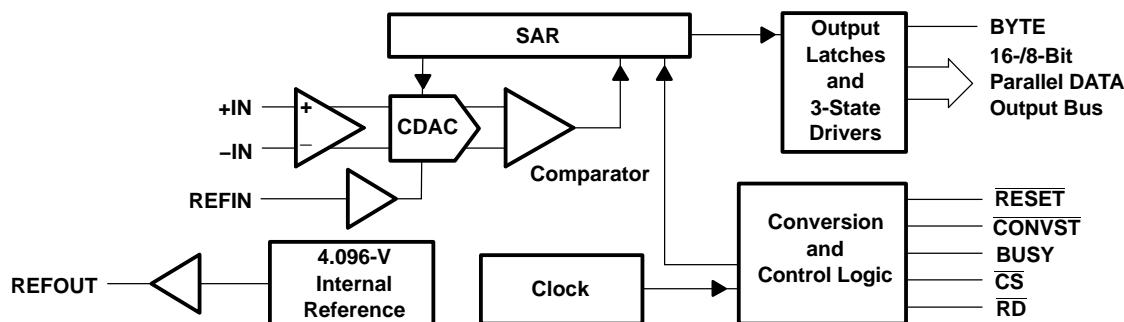 SAR
Output
Latches
and
3-State
Drivers
BYTE
16-/8-Bit
Parallel DATA
Output Bus
+IN
−IN
+
−
CDAC
Comparator
REFIN
REFOUT
4.096-V
Internal
Reference
Clock
Conversion
and
Control Logic
RESET
CONVST
BUSY
CS
RD